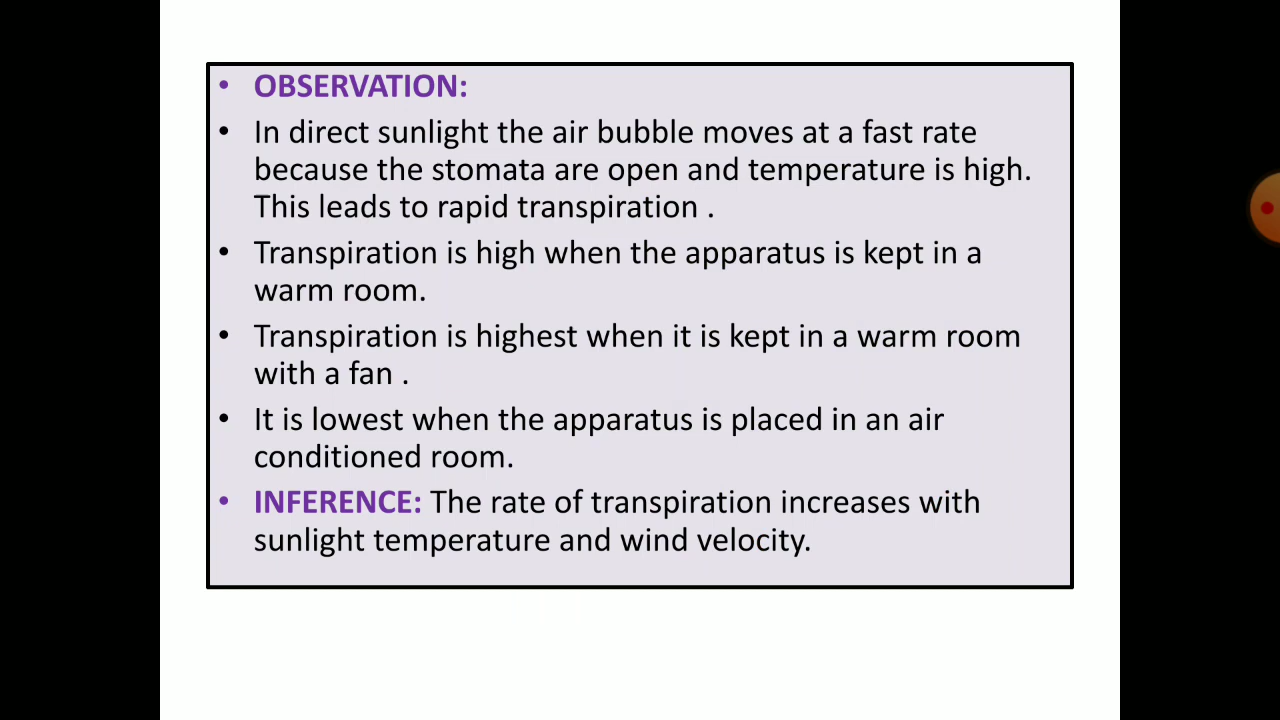 • OBSERVATION:
• In direct sunlight the air bubble moves at a fast rate
because the stomata are open and temperature is high.
This leads to rapid transpiration .
• Transpiration is high when the apparatus is kept in a
warm room.
• Transpiration is highest when it is kept in a warm room
with a fan .
• It is lowest when the apparatus is placed in an air
conditioned room.
• INFERENCE: The rate of transpiration increases with
sunlight temperature and wind velocity.